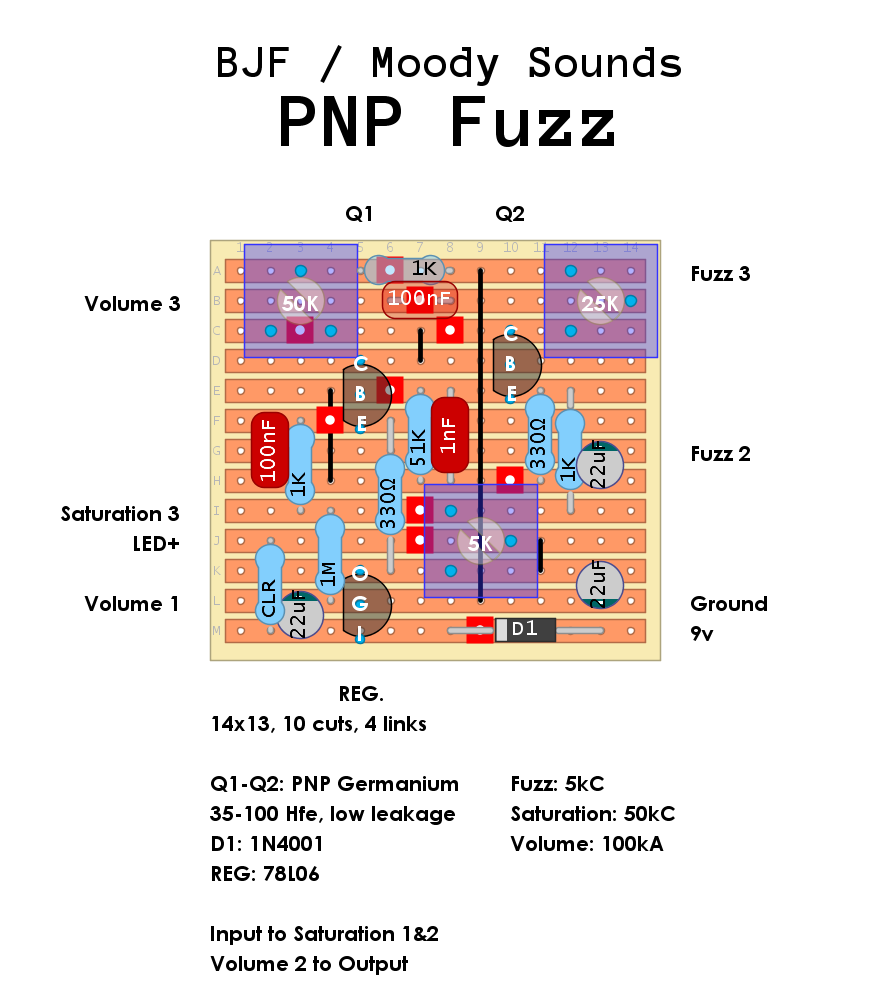 BJF / Moody Sounds
PNP Fuzz
Q1 Q2
1 2 3 4 5 6 7 8 9 10 11 12 13 14
A 1K Fuzz 3
Volume 3 B 50K 100nF 25K
C C
D C B
E B E
F E
100nF 1K 51K 1nF 330Ω 1K 22uF
G Fuzz 2
H 330Ω
Saturation 3 I
LED+ J 5K
K O
CLR 1M 22uF 22uF
Volume 1 L G Ground
M I D1 9v
REG.
14x13, 10 cuts, 4 links
Q1-Q2: PNP Germanium Fuzz: 5kC
35-100 Hfe, low leakage Saturation: 50kC
D1: 1N4001 Volume: 100kA
REG: 78L06
Input to Saturation 1&2
Volume 2 to Output